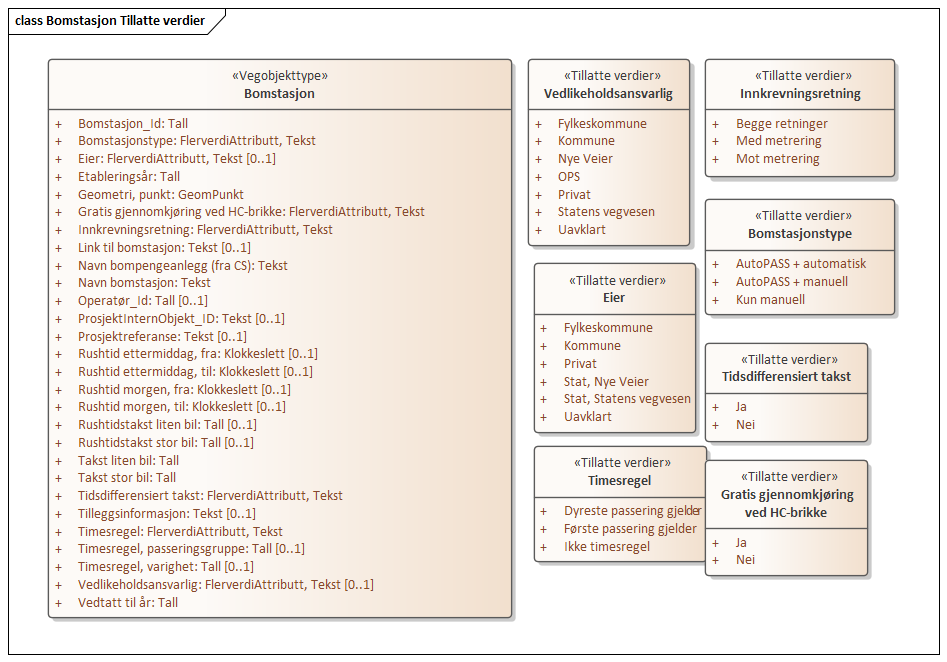 class Bomstasjon Tillatte verdier
«Vegobjekttype»
Bomstasjon
+ Bomstasjon_Id: Tall
+ Bomstasjonstype: FlerverdiAttributt, Tekst
+ Eier: FlerverdiAttributt, Tekst [0..1]
+ Etableringsår: Tall
+ Geometri, punkt: GeomPunkt
+ Gratis gjennomkjøring ved HC-brikke: FlerverdiAttributt, Tekst
+ Innkrevningsretning: FlerverdiAttributt, Tekst
+ Link til bomstasjon: Tekst [0..1]
+ Navn bompengeanlegg (fra CS): Tekst
+ Navn bomstasjon: Tekst
+ Operatør_Id: Tall [0..1]
+ ProsjektInternObjekt_ID: Tekst [0..1]
+ Prosjektreferanse: Tekst [0..1]
+ Rushtid ettermiddag, fra: Klokkeslett [0..1]
+ Rushtid ettermiddag, til: Klokkeslett [0..1]
+ Rushtid morgen, fra: Klokkeslett [0..1]
+ Rushtid morgen, til: Klokkeslett [0..1]
+ Rushtidstakst liten bil: Tall [0..1]
+ Rushtidstakst stor bil: Tall [0..1]
+ Takst liten bil: Tall
+ Takst stor bil: Tall
+ Tidsdifferensiert takst: FlerverdiAttributt, Tekst
+ Tilleggsinformasjon: Tekst [0..1]
+ Timesregel: FlerverdiAttributt, Tekst
+ Timesregel, passeringsgruppe: Tall [0..1]
+ Timesregel, varighet: Tall [0..1]
+ Vedlikeholdsansvarlig: FlerverdiAttributt, Tekst [0..1]
+ Vedtatt til år: Tall
«Tillatte verdier»
Vedlikeholdsansvarlig
+ Fylkeskommune
+ Kommune
+ Nye Veier
+ OPS
+ Privat
+ Statens vegvesen
+ Uavklart
«Tillatte verdier»
Eier
+ Fylkeskommune
+ Kommune
+ Privat
+ Stat, Nye Veier
+ Stat, Statens vegvesen
+ Uavklart
«Tillatte verdier»
Timesregel
+ Dyreste passering gjelder
+ Første passering gjelder
+ Ikke timesregel
«Tillatte verdier»
Innkrevningsretning
+ Begge retninger
+ Med metrering
+ Mot metrering
«Tillatte verdier»
Bomstasjonstype
+ AutoPASS + automatisk
+ AutoPASS + manuell
+ Kun manuell
«Tillatte verdier»
Tidsdifferensiert takst
+ Ja
+ Nei
«Tillatte verdier»
Gratis gjennomkjøring
ved HC-brikke
+ Ja
+ Nei